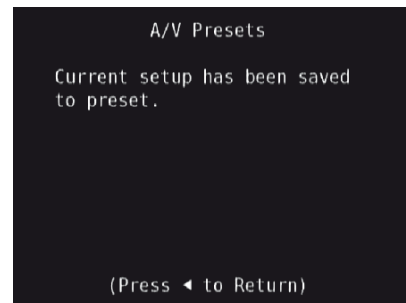 A/V Presets
Current setup has been saved
to preset.
(Press ◄ to Return)